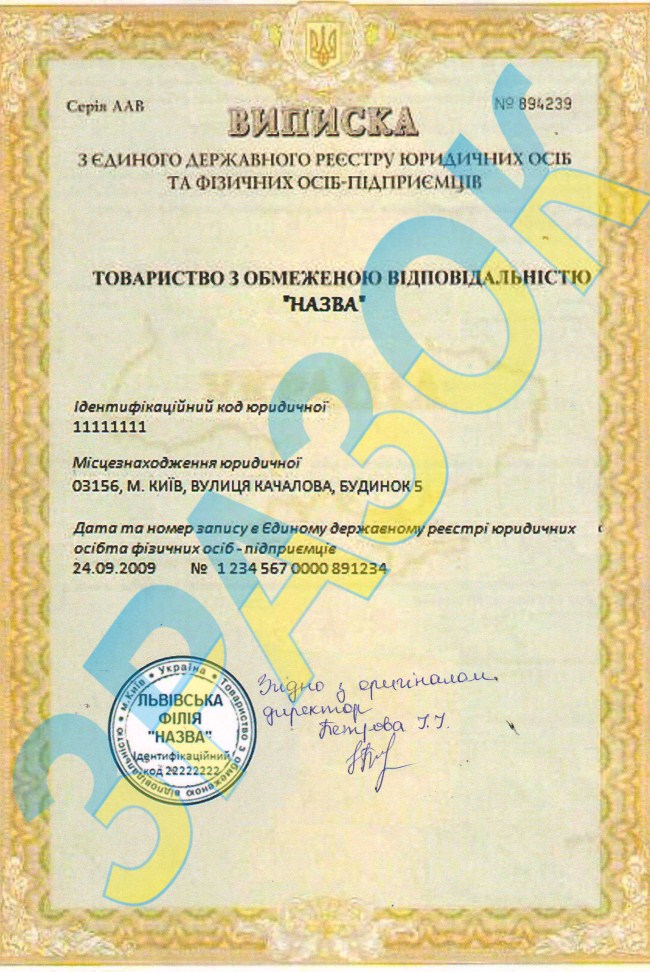 Серія ААВ
№ 894239
ВИПИСКА
З ЄДИНОГО ДЕРЖАВНОГО РЕЄСТРУ ЮРИДИЧНИХ ОСІБ
ТА ФІЗИЧНИХ ОСІБ-ПІДПРИЄМЦІВ
ТОВАРИСТВО З ОБМЕЖЕНОЮ ВІДПОВІДАЛЬНІСТЮ
"НАЗВА"
Ідентифікаційний код юридичної
11111111
Місцезнаходження юридичної
03156, М. КИЇВ, ВУЛИЦЯ КАЧАЛОВА, БУДИНОК 5
Дата та номер запису в Єдиному державному реєстрі юридичних
осібта фізичних осіб - підприємців
24.09.2009 № 1 234 567 0000 891234
ЗРАЗОК
м.Київ * Україна * Товариство з обмеженою відповідальністю *
ЛЬВІВСЬКА
ФІЛІЯ
"НАЗВА"
Ідентифікаційний
код 22222222
Згідно з оригіналом
директор
Петрова І.І.